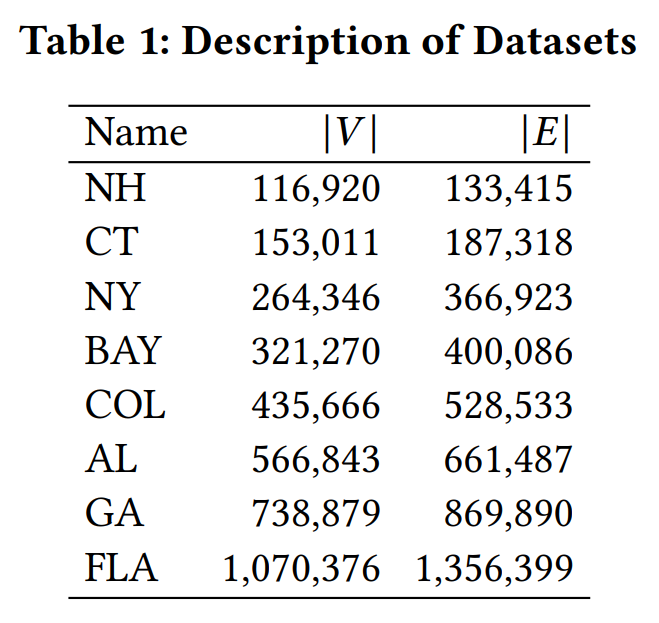 Table 1: Description of Datasets
Name |V| |E|
NH 116,920 133,415
CT 153,011 187,318
NY 264,346 366,923
BAY 321,270 400,086
COL 435,666 528,533
AL 566,843 661,487
GA 738,879 869,890
FLA 1,070,376 1,356,399